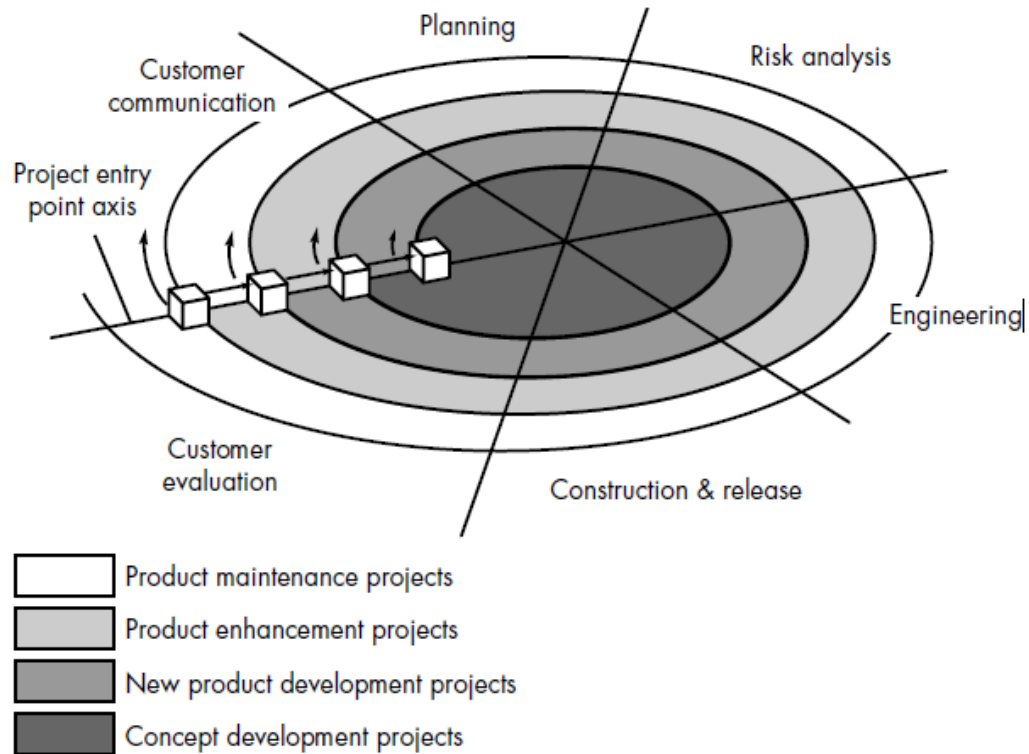 Planning
Risk analysis
Customer
communication
Project entry
point axis
Engineering
Customer
evaluation
Construction & release
Product maintenance projects
Product enhancement projects
New product development projects
Concept development projects